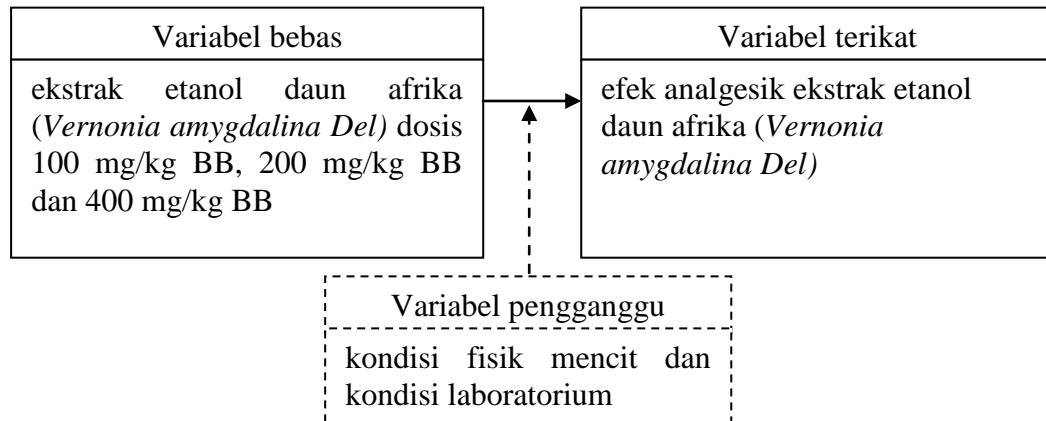 Variabel bebas
ekstrak etanol daun afrika
(Vernonia amygdalina Del) dosis
100 mg/kg BB, 200 mg/kg BB
dan 400 mg/kg BB
Variabel terikat
efek analgesik ekstrak etanol
daun afrika (Vernonia
amygdalina Del)
Variabel pengganggu
kondisi fisik mencit dan
kondisi laboratorium